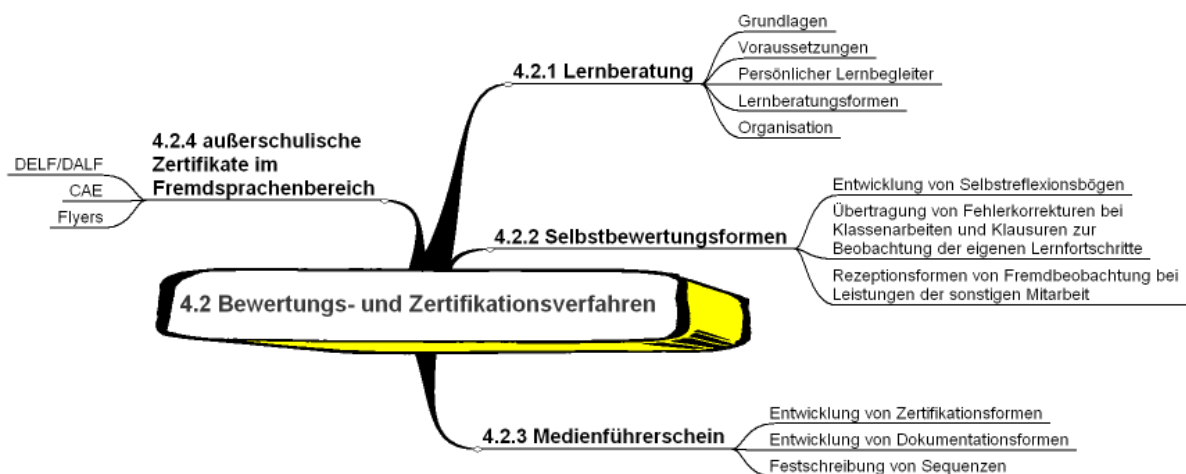 4.2 Bewertungs- und Zertifikationsverfahren
4.2.1 Lernberatung
Grundlagen
Voraussetzungen
Persönlicher Lernbegleiter
Lernberatungsformen
Organisation
4.2.2 Selbstbewertungsformen
Entwicklung von Selbstreflexionsbögen
Übertragung von Fehlerkorrekturen bei
Klassenarbeiten und Klausuren zur
Beobachtung der eigenen Lernfortschritte
Rezeptionsformen von Fremdbeobachtung bei
Leistungen der sonstigen Mitarbeit
4.2.3 Medienführerschein
Entwicklung von Zertifikationsformen
Entwicklung von Dokumentationsformen
Festschreibung von Sequenzen
4.2.4 außerschulische
Zertifikate im
Fremdsprachenbereich
DELF/DALF
CAE
Flyers